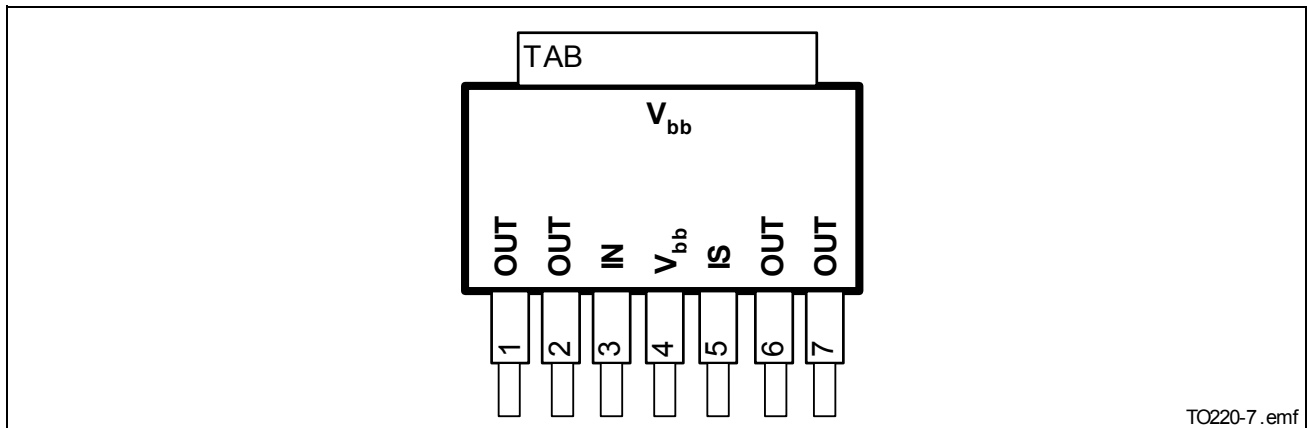 TAB
Vbb
OUT OUT IN Vbb IS OUT OUT
1 2 3 4 5 6 7
TO220-7.emf